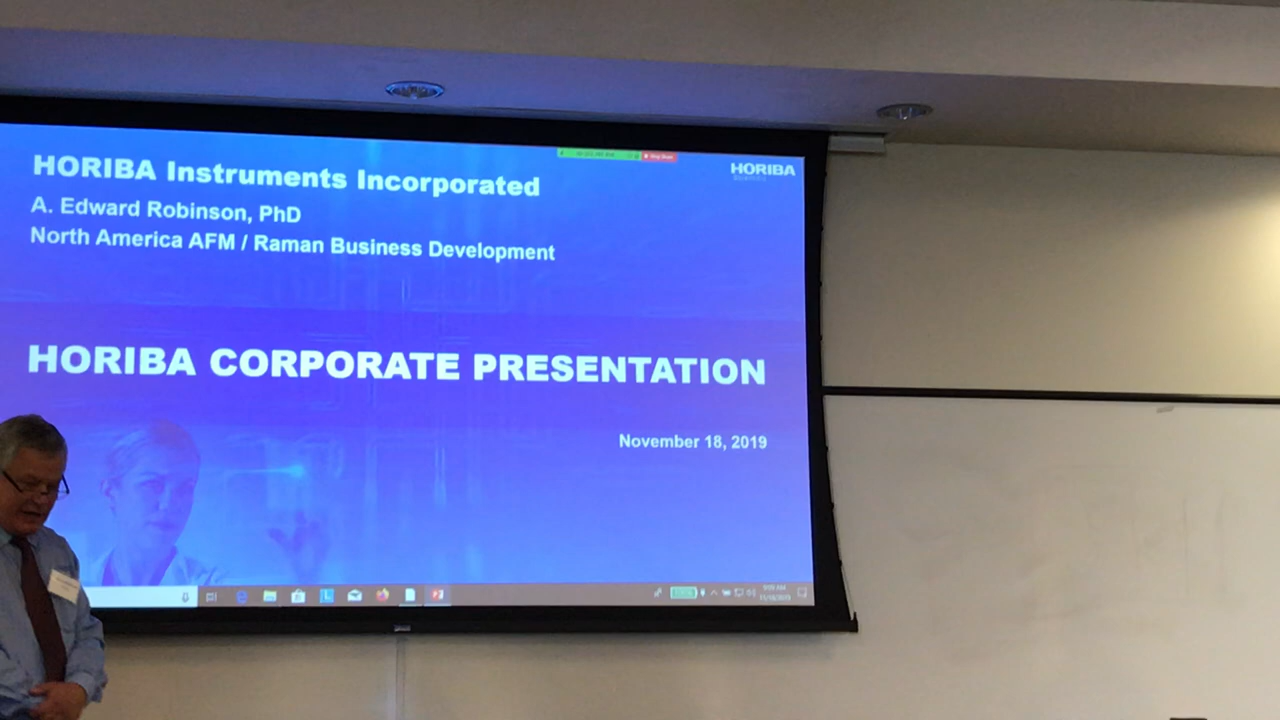 HORIBA Instruments Incorporated
A. Edward Robinson, PhD
North America AFM / Raman Business Development
HORIBA
HORIBA CORPORATE PRESENTATION
November 18, 2019